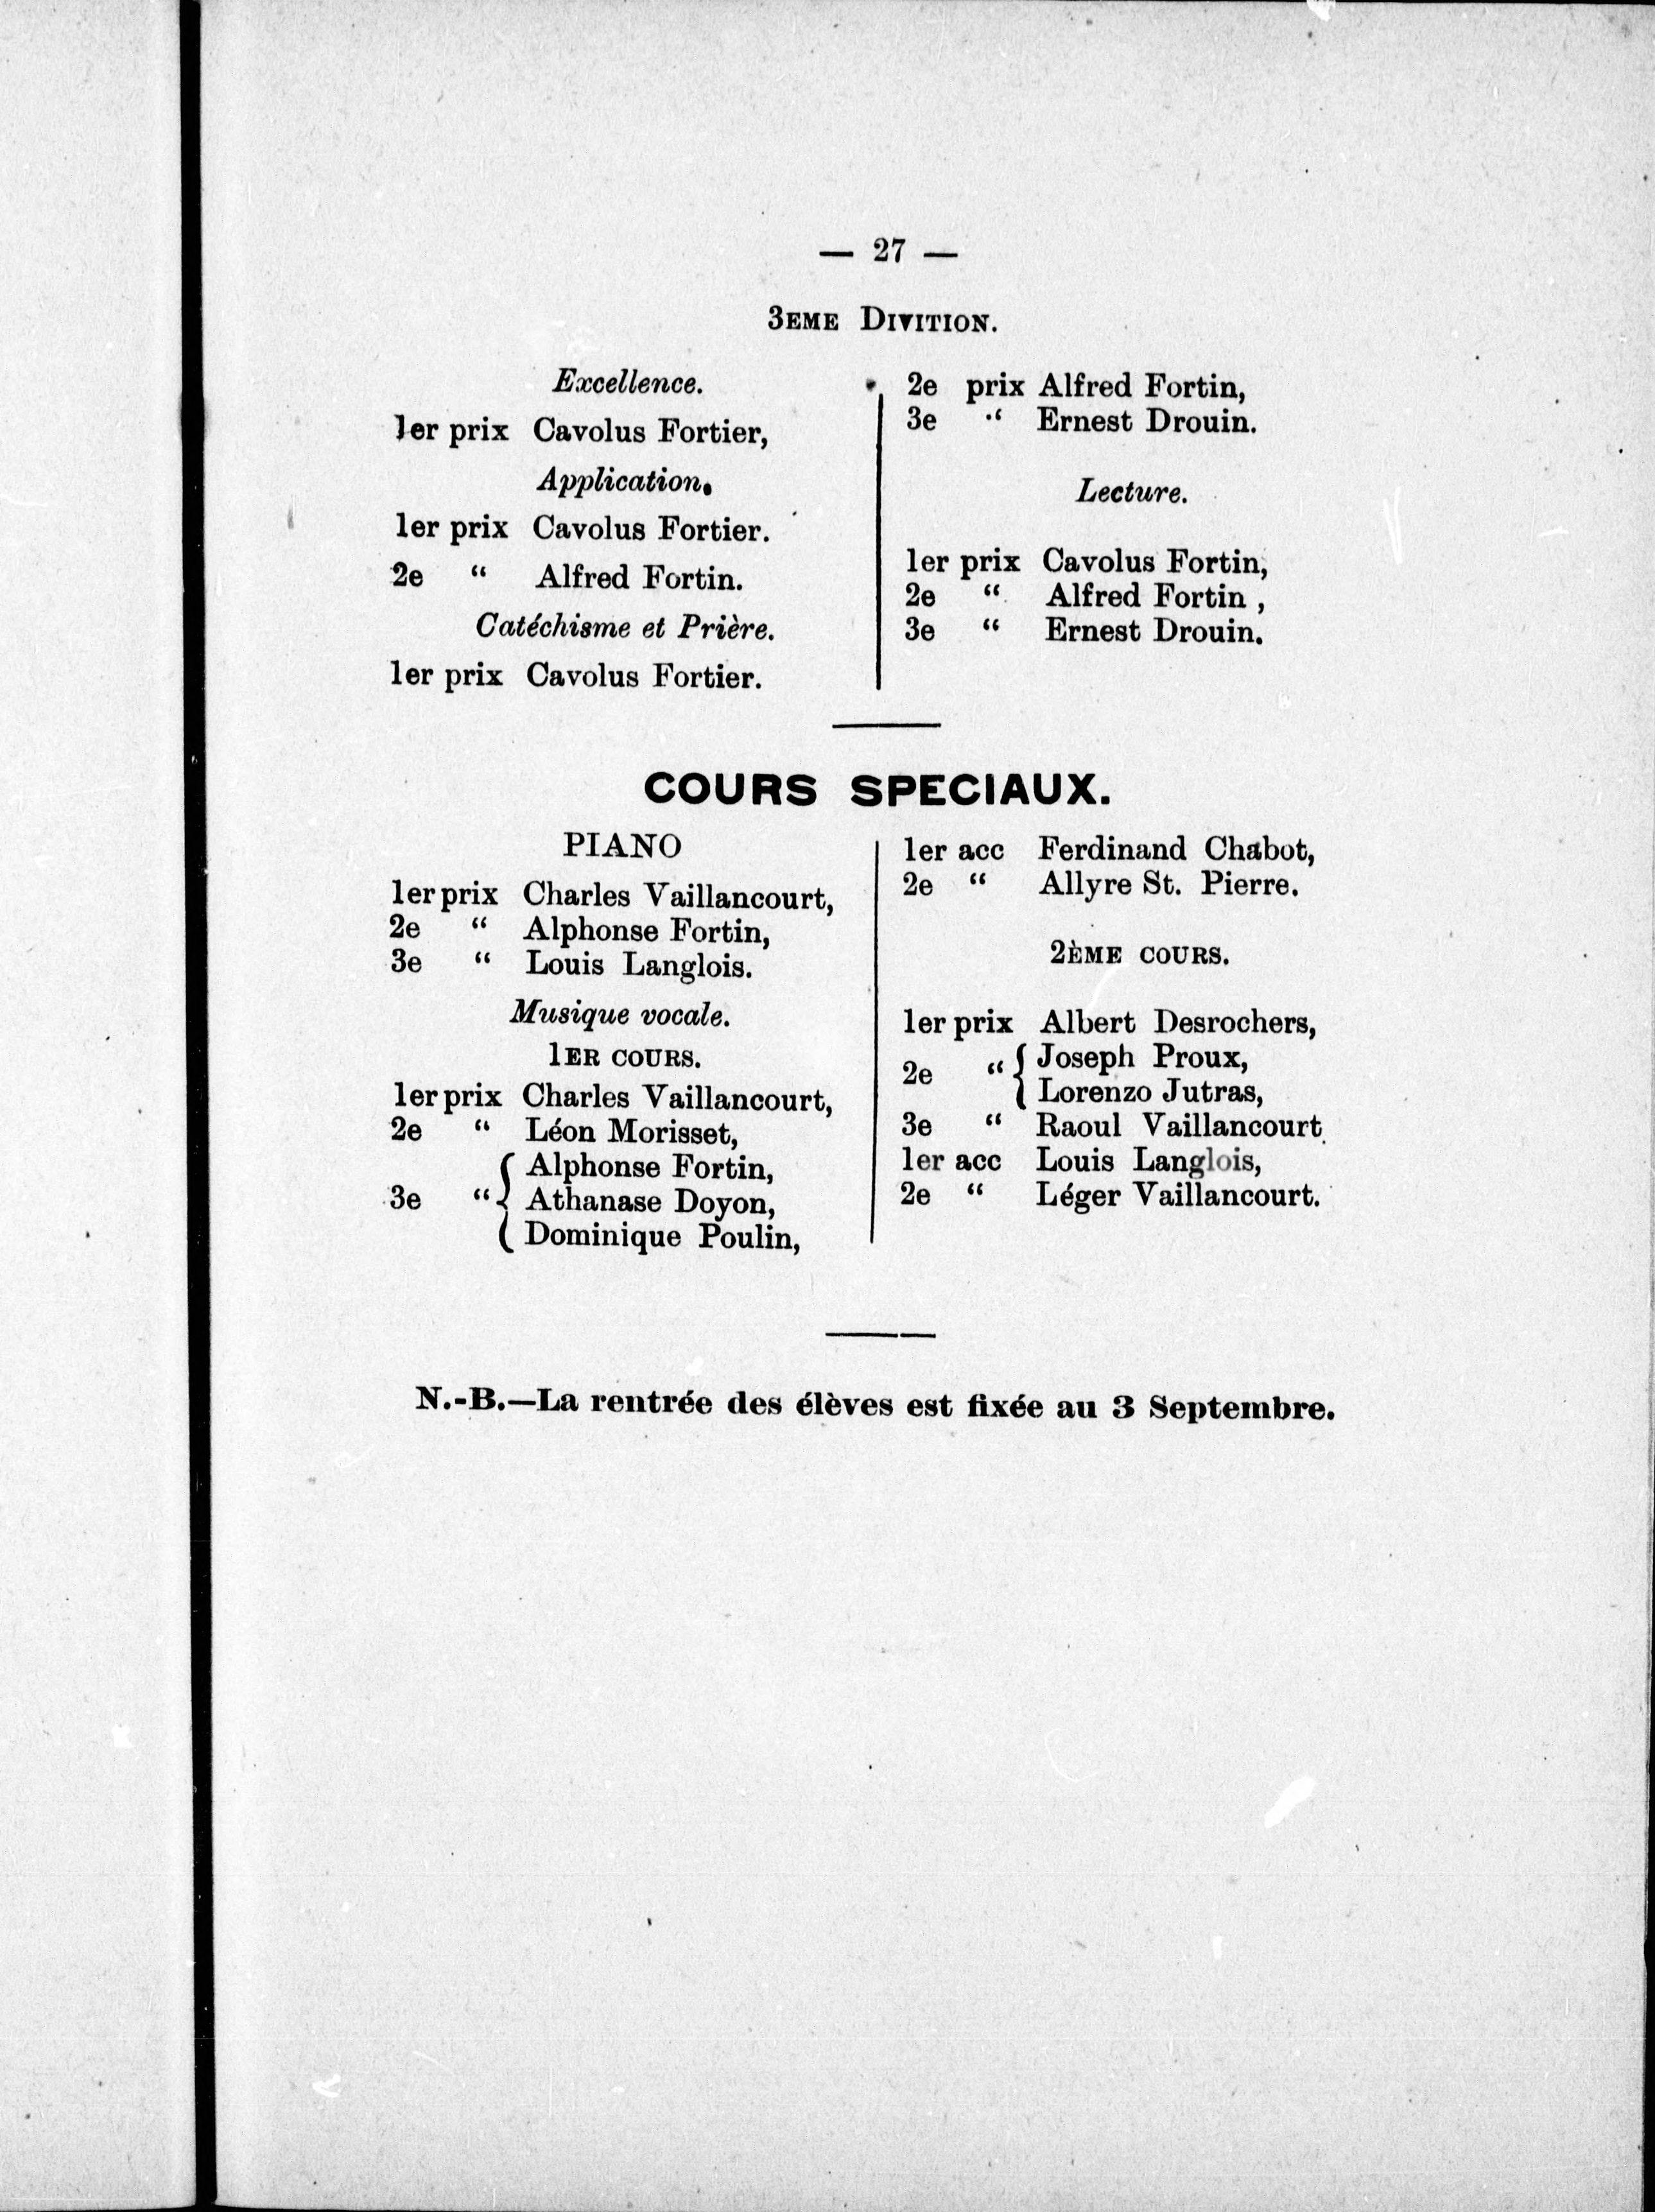 — 27 —
3EME DIVITION.
Excellence.
1er prix Cavolus Fortier,
Application.
1er prix Cavolus Fortier.
2e “ Alfred Fortin.
Catéchisme et Prière.
1er prix Cavolus Fortier.
2e prix Alfred Fortin,
3e “ Ernest Drouin.
Lecture.
1er prix Cavolus Fortin,
2e “ Alfred Fortin ,
3e “ Ernest Drouin.
COURS SPECIAUX.
PIANO
1er prix Charles Vaillancourt,
2e “ Alphonse Fortin,
3e “ Louis Langlois.
Musique vocale.
1ER COURS.
1er prix Charles Vaillancourt,
2e “ Léon Morisset,
Alphonse Fortin,
3e “ { Athanase Doyon,
Dominique Poulin,
1er acc Ferdinand Chabot,
2e “ Allyre St. Pierre.
2ÈME COURS.
1er prix Albert Desrochers,
2e “ { Joseph Proux,
Lorenzo Jutras,
3e “ Raoul Vaillancourt.
1er acc Louis Langlois,
2e “ Léger Vaillancourt.
N.-B.—La rentrée des élèves est fixée au 3 Septembre.